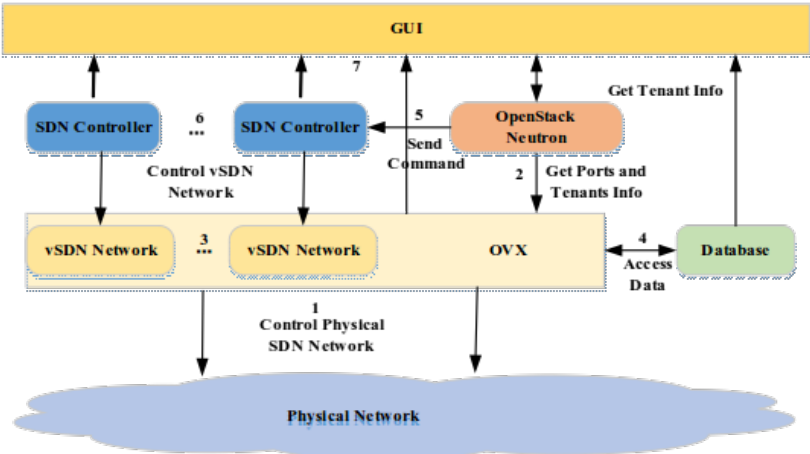 GUI
7
Get Tenant Info
SDN Controller
6
...
SDN Controller
5
Send
Command
OpenStack
Neutron
Control vSDN
Network
2
Get Ports and
Tenants Info
vSDN Network
3
...
vSDN Network
OVX
4
Access
Data
Database
1
Control Physical
SDN Network
Physical Network